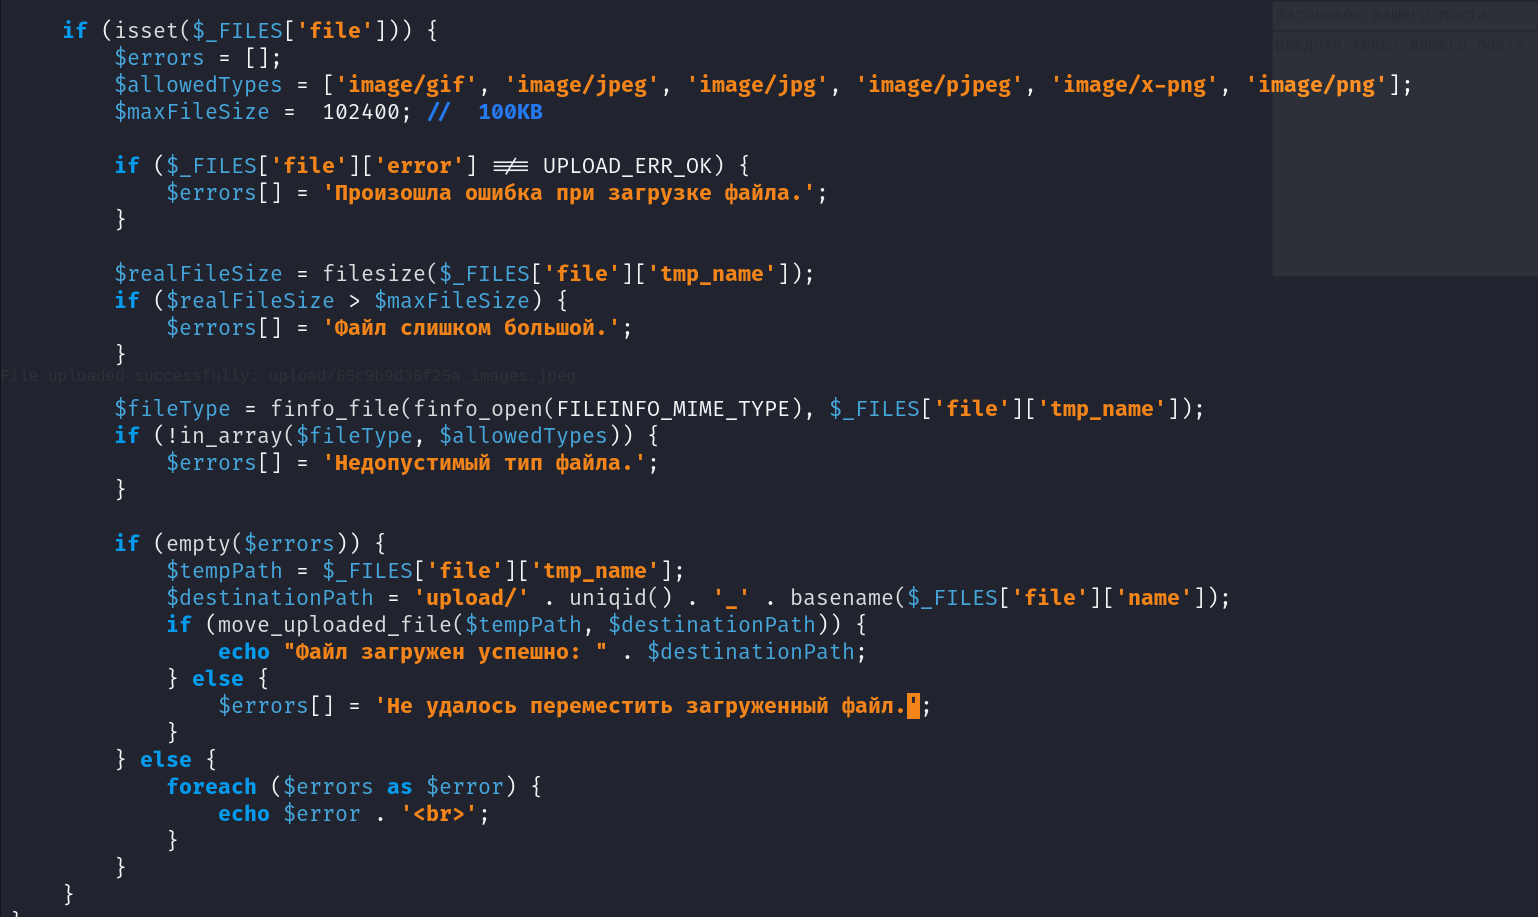 if (isset($_FILES['file'])) {
$errors = [];
$allowedTypes = ['image/gif', 'image/jpeg', 'image/jpg', 'image/pjpeg', 'image/x-png', 'image/png'];
$maxFileSize =  102400; //  100KB
if ($_FILES['file']['error'] !== UPLOAD_ERR_OK) {
$errors[] = 'Произошла ошибка при загрузке файла.';
}
$realFileSize = filesize($_FILES['file']['tmp_name']);
if ($realFileSize > $maxFileSize) {
$errors[] = 'Файл слишком большой.';
}
$fileType = finfo_file(finfo_open(FILEINFO_MIME_TYPE), $_FILES['file']['tmp_name']);
if (!in_array($fileType, $allowedTypes)) {
$errors[] = 'Недопустимый тип файла.';
}
if (empty($errors)) {
$tempPath = $_FILES['file']['tmp_name'];
$destinationPath = 'upload/' . uniqid() . '_' . basename($_FILES['file']['name']);
if (move_uploaded_file($tempPath, $destinationPath)) {
echo "Файл загружен успешно: " . $destinationPath;
} else {
$errors[] = 'Не удалось переместить загруженный файл.';
}
} else {
foreach ($errors as $error) {
echo $error . '<br>';
}
}
}
}
Заголовок вашего поста
Введите текст вашего поста
File uploaded successfully: upload/65c9b9d36f25a_images.jpeg